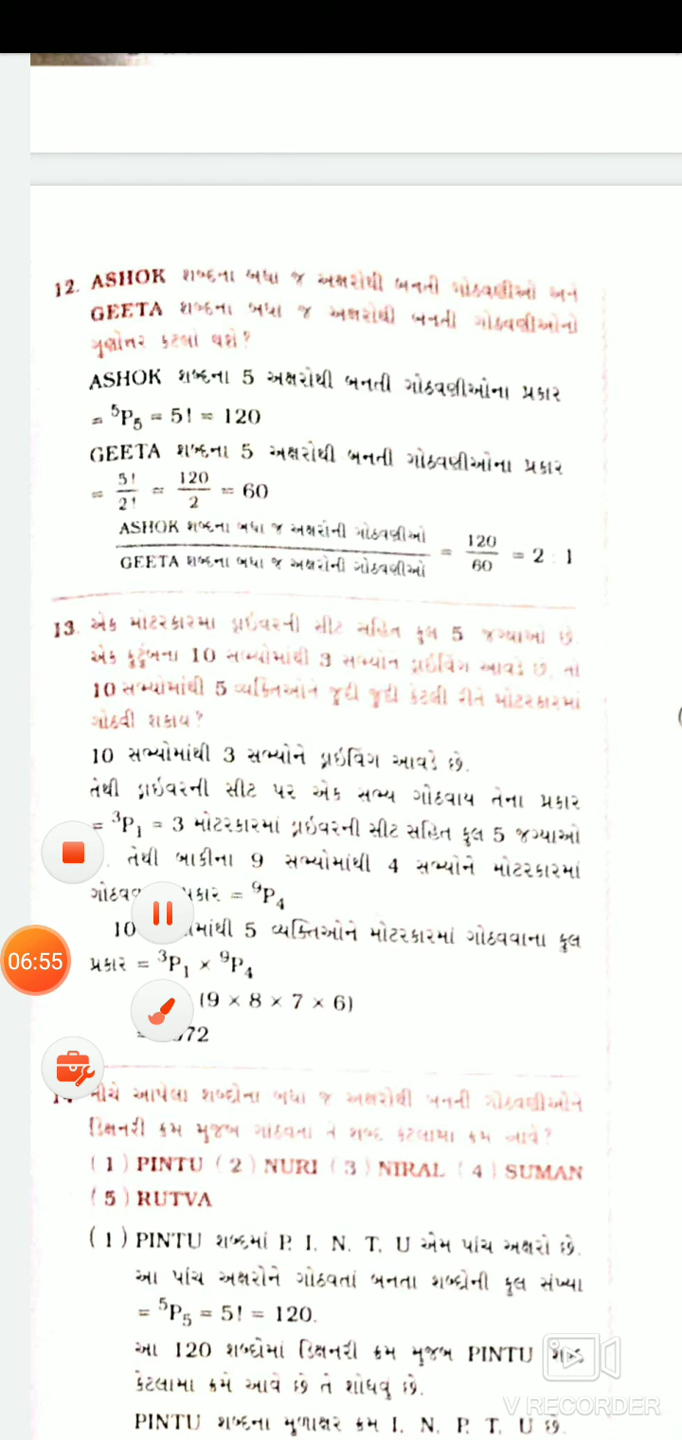 12. ASHOK શબ્દના બધા જ અક્ષરોથી બનતી ગોઠવણીઓ અને
GEETA શબ્દના બધા જ અક્ષરોથી બનતી ગોઠવણીઓનો
ગુણોત્તર કટલો થશે?
ASHOK શબ્દના 5 અક્ષરોથી બનતી ગોઠવણીઓના પ્રકાર
= ⁵P₅ = 5! = 120
GEETA શબ્દના 5 અક્ષરોથી બનતી ગોઠવણીઓના પ્રકાર
= 5!/2! = 120/2 = 60
ASHOK શબ્દના બધા જ અક્ષરોની ગોઠવણીઓ / GEETA શબ્દના બધા જ અક્ષરોની ગોઠવણીઓ = 120/60 = 2 : 1
13. એક મોટરકારમા ડ્રાઇવરની સીટ સહિત કુલ 5 જગ્યાઓ છે.
એક કુટુંબના 10 સભ્યોમાંથી 3 સભ્યોને ડ્રાઇવિંગ આવડે છે, તો
10 સભ્યોમાંથી 5 વ્યક્તિઓને જુદી જુદી કેટલી રીતે મોટરકારમાં
ગોઠવી શકાય?
10 સભ્યોમાંથી 3 સભ્યોને ડ્રાઇવિંગ આવડે છે.
તેથી ડ્રાઇવરની સીટ પર એક સભ્ય ગોઠવાય તેના પ્રકાર
= ³P₁ = 3 મોટરકારમાં ડ્રાઇવરની સીટ સહિત કુલ 5 જગ્યાઓ
તેથી બાકીના 9 સભ્યોમાંથી 4 સભ્યોને મોટરકારમાં
= ⁹P₄
10 5 વ્યક્તિઓને મોટરકારમાં ગોઠવવાના કુલ
06:55
પ્રકાર = ³P₁ × ⁹P₄
(9 × 8 × 7 × 6)
નીચે આપેલા શબ્દોના બધા જ અક્ષરોથી બનતી ગોઠવણીઓને
ડિક્ષનરી ક્રમ મુજબ ગોઠવતા તે શબ્દ કેટલામા ક્રમ આવે?
(1) PINTU (2) NURI (3) NIRAL (4) SUMAN
(5) RUTVA
(1) PINTU શબ્દમાં P, I, N, T, U એમ પાંચ અક્ષરો છે.
આ પાંચ અક્ષરોને ગોઠવતાં બનતા શબ્દોની કુલ સંખ્યા
= ⁵P₅ = 5! = 120.
આ 120 શબ્દોમાં ડિક્ષનરી ક્રમ મુજબ PINTU
કેટલામા ક્રમે આવે છે તે શોધવું છે.
V RECORDER
PINTU શબ્દના મુળાક્ષર ક્રમ I, N, P, T, U છે.